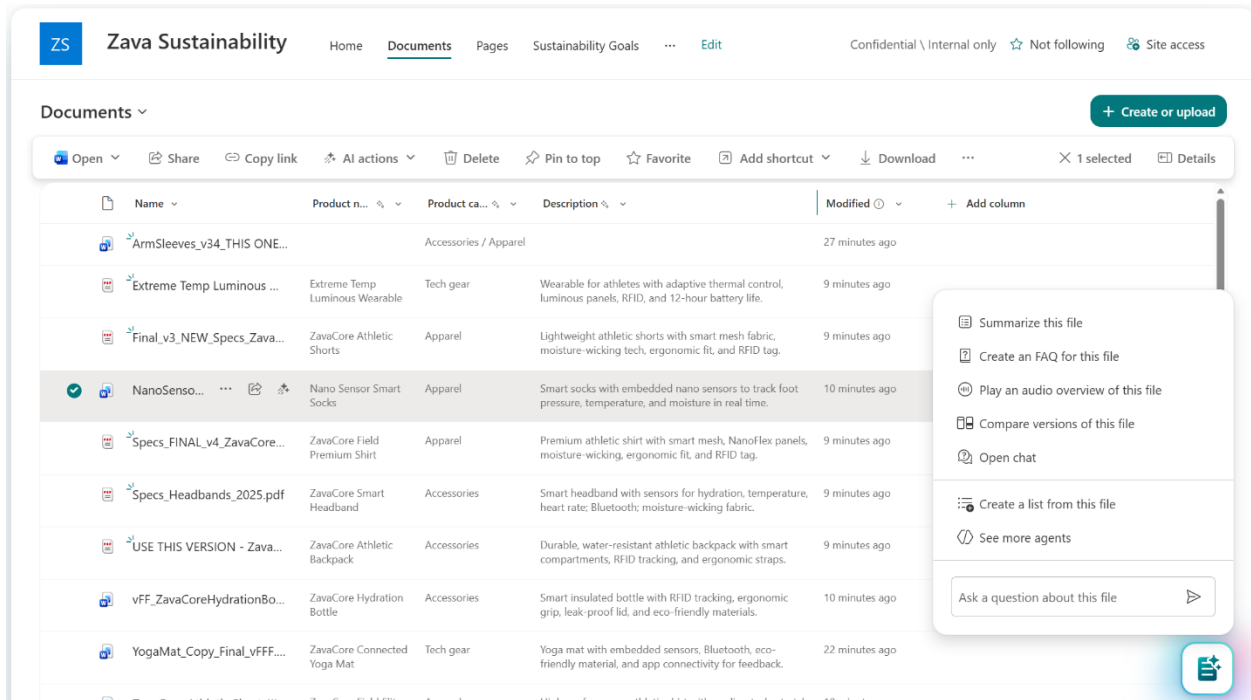 ZS
Zava Sustainability
Home Documents Pages Sustainability Goals ... Edit
Confidential \ Internal only Not following Site access
Documents
+ Create or upload
Open Share Copy link AI actions Delete Pin to top Favorite Add shortcut Download ... 1 selected Details
Name Product n... Product ca... Description Modified + Add column
ArmSleeves_v34_THIS ONE... Accessories / Apparel 27 minutes ago
Extreme Temp Luminous ... Extreme Temp Luminous Wearable Tech gear Wearable for athletes with adaptive thermal control, luminous panels, RFID, and 12-hour battery life. 9 minutes ago
Final_v3_NEW_Specs_Zava... ZavaCore Athletic Shorts Apparel Lightweight athletic shorts with smart mesh fabric, moisture-wicking tech, ergonomic fit, and RFID tag. 9 minutes ago
NanoSenso... ... Nano Sensor Smart Socks Apparel Smart socks with embedded nano sensors to track foot pressure, temperature, and moisture in real time. 10 minutes ago
Specs_FINAL_v4_ZavaCore... ZavaCore Field Premium Shirt Apparel Premium athletic shirt with smart mesh, NanoFlex panels, moisture-wicking, ergonomic fit, and RFID tag. 9 minutes ago
Specs_Headbands_2025.pdf ZavaCore Smart Headband Accessories Smart headband with sensors for hydration, temperature, heart rate; Bluetooth; moisture-wicking fabric. 9 minutes ago
USE THIS VERSION - Zava... ZavaCore Athletic Backpack Accessories Durable, water-resistant athletic backpack with smart compartments, RFID tracking, and ergonomic straps. 9 minutes ago
vFF_ZavaCoreHydrationBo... ZavaCore Hydration Bottle Accessories Smart insulated bottle with RFID tracking, ergonomic grip, leak-proof lid, and eco-friendly materials. 10 minutes ago
YogaMat_Copy_Final_vFFF.... ZavaCore Connected Yoga Mat Tech gear Yoga mat with embedded sensors, Bluetooth, eco-friendly material, and app connectivity for feedback. 22 minutes ago
Summarize this file
Create an FAQ for this file
Play an audio overview of this file
Compare versions of this file
Open chat
Create a list from this file
See more agents
Ask a question about this file